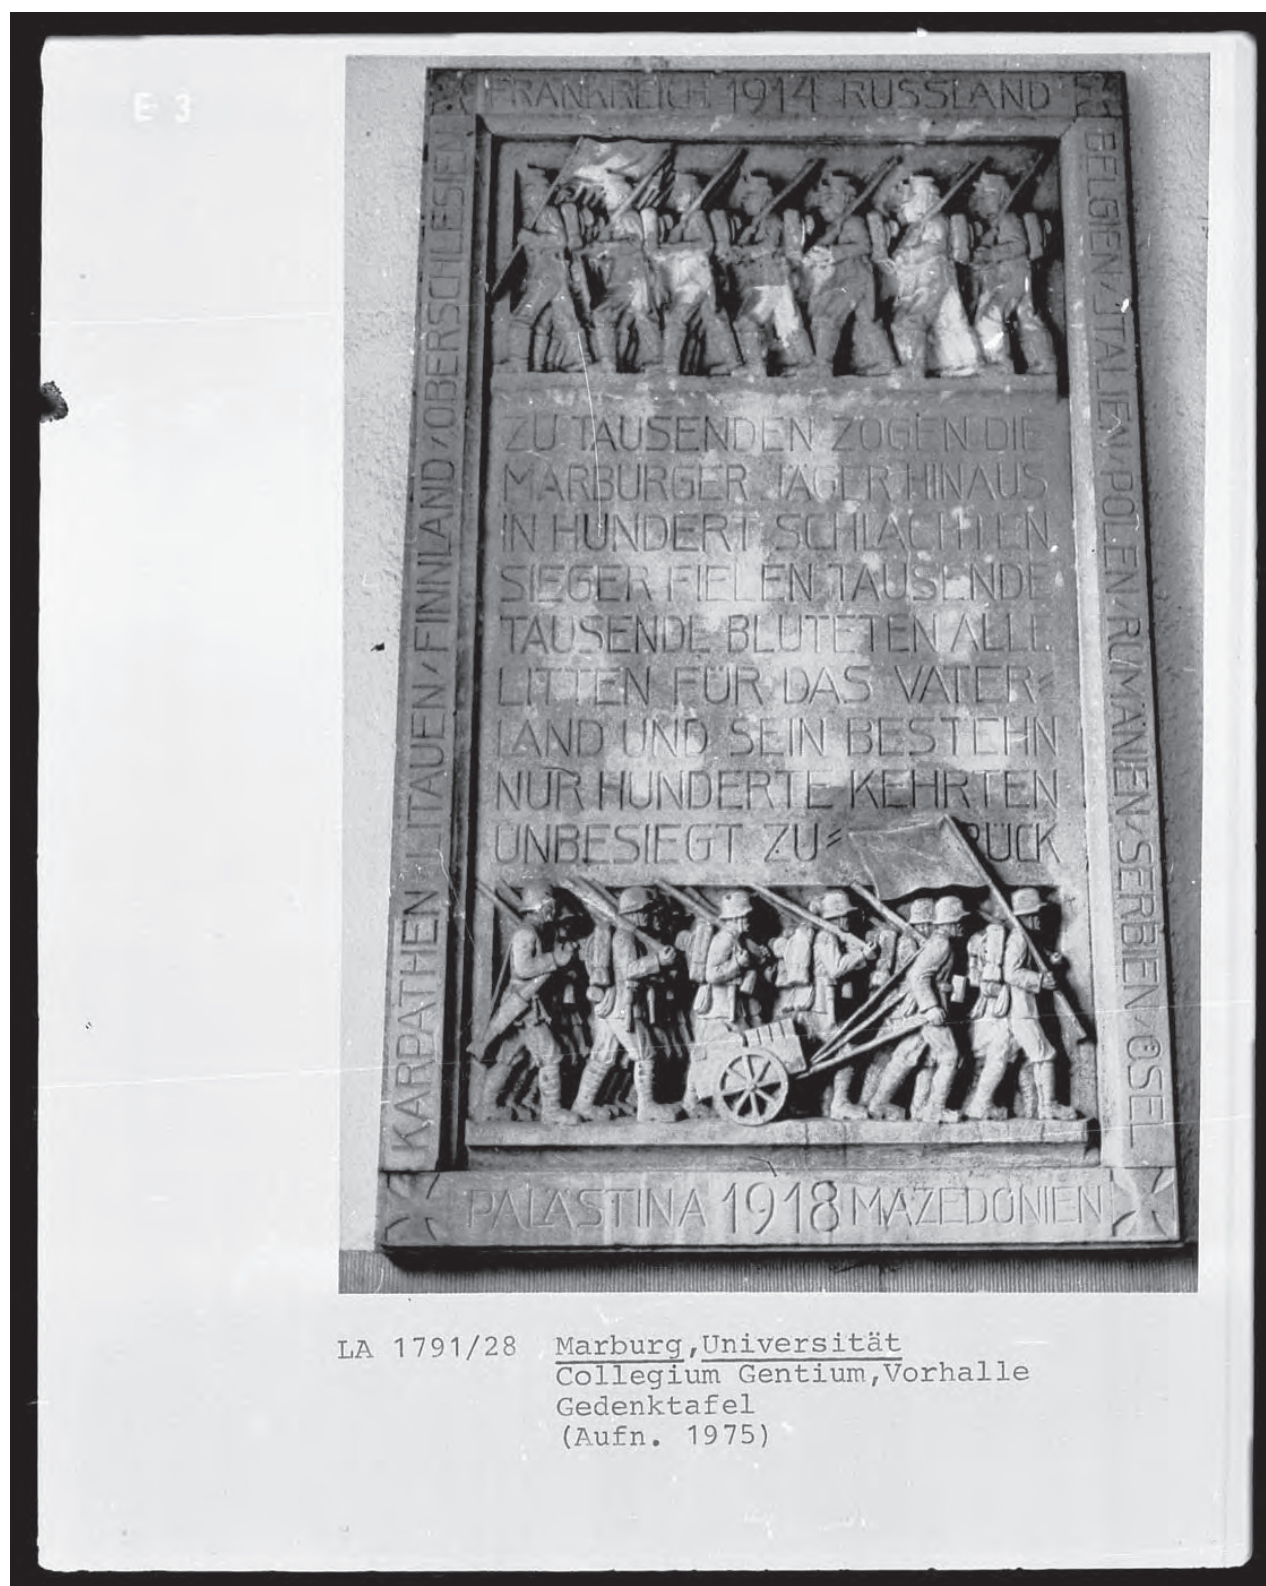 E 3
FRANKREICH 1914 RUSSLAND
KARPATHEN LITAUEN/FINNLAND/OBERSCHLESIEN
BELGIEN/JTALIEN/POLEN/RUMÄNIEN/SERBIEN/ÖSEL
ZU TAUSENDEN ZOGEN DIE
MARBURGER JÄGER HINAUS
IN HUNDERT SCHLACHTEN
SIEGER FIELEN TAUSENDE
TAUSENDE BLUTETEN ALLE
LITTEN FÜR DAS VATER=
LAND UND SEIN BESTEHN
NUR HUNDERTE KEHRTEN
UNBESIEGT ZU= RÜCK
PALÄSTINA 1918 MAZEDONIEN
LA 1791/28 Marburg,Universität
Collegium Gentium,Vorhalle
Gedenktafel
(Aufn. 1975)